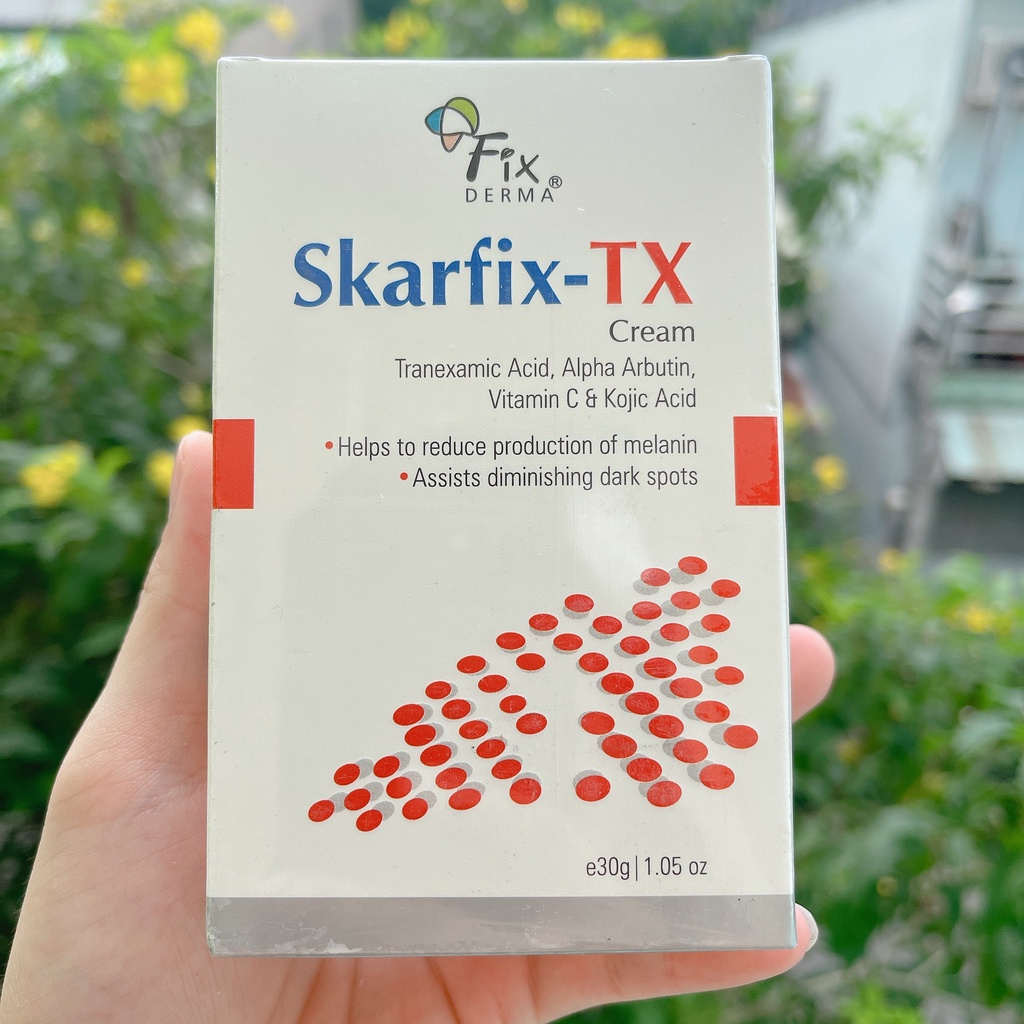 Fix
DERMA®
Skarfix-TX
Cream
Tranexamic Acid, Alpha Arbutin,
Vitamin C & Kojic Acid
•Helps to reduce production of melanin
•Assists diminishing dark spots
e30g|1.05 oz